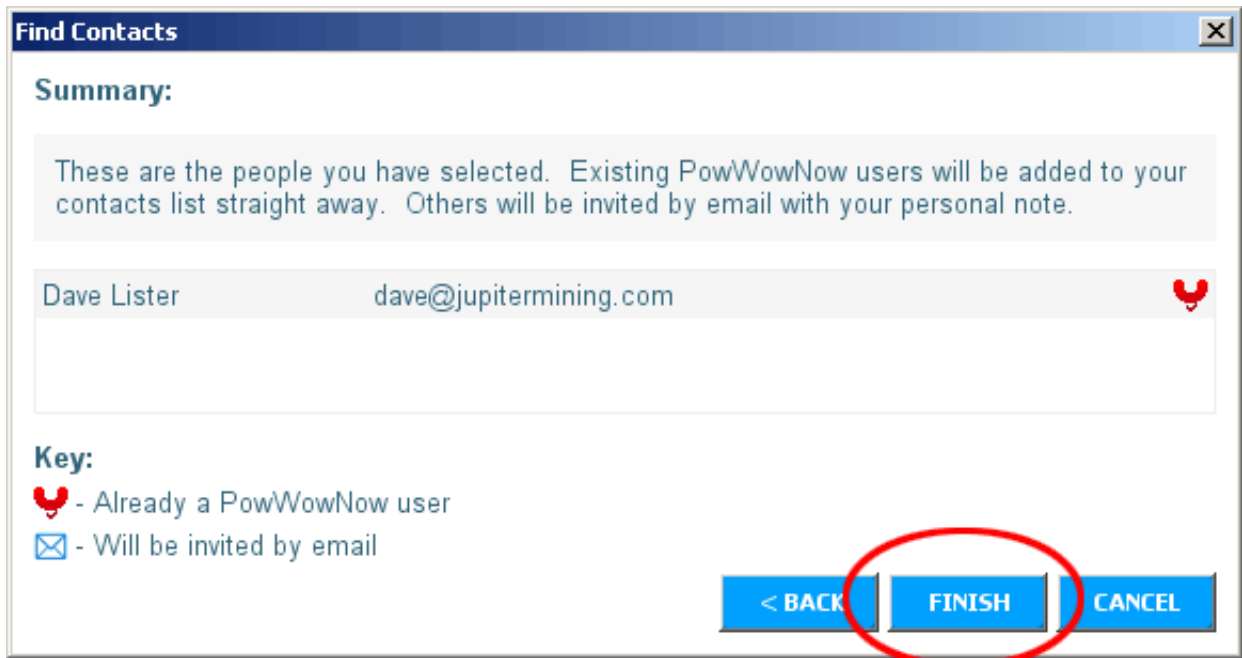 Find Contacts
Summary:
These are the people you have selected.  Existing PowWowNow users will be added to your
contacts list straight away.  Others will be invited by email with your personal note.
Dave Lister dave@jupitermining.com
Key:
- Already a PowWowNow user
- Will be invited by email
< BACK FINISH CANCEL